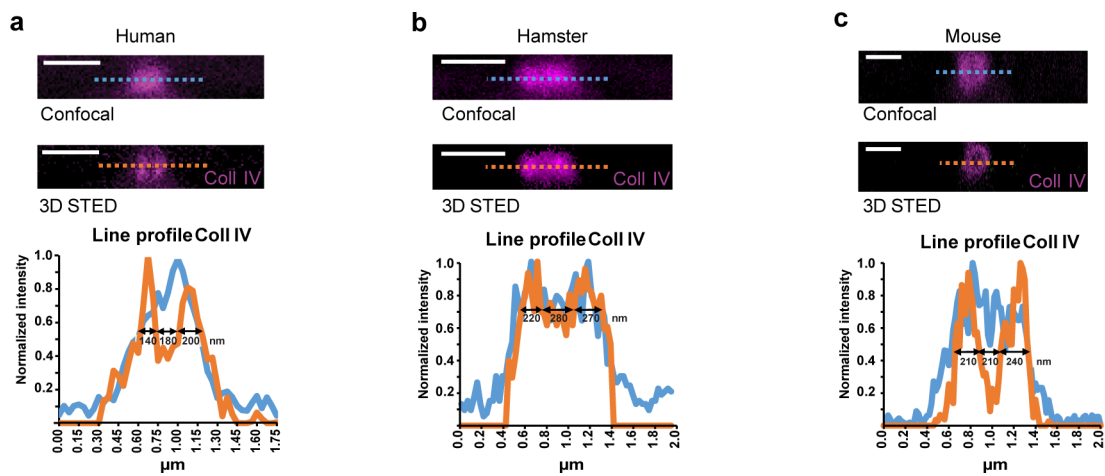 a
Human
Confocal
Coll IV
3D STED
Line profile Coll IV
Normalized intensity
1.0
0.8
0.6
0.4
0.2
140 180 200 nm
0.00 0.15 0.30 0.45 0.60 0.75 1.00 1.15 1.30 1.45 1.60 1.75
µm
b
Hamster
Confocal
Coll IV
3D STED
Line profile Coll IV
Normalized intensity
1.0
0.8
0.6
0.4
0.2
220 280 270 nm
0.0 0.2 0.4 0.6 0.8 1.0 1.2 1.4 1.6 1.8 2.0
µm
c
Mouse
Confocal
Coll IV
3D STED
Line profile Coll IV
Normalized intensity
1.0
0.8
0.6
0.4
0.2
210 210 240 nm
0.0 0.2 0.4 0.6 0.8 1.0 1.2 1.4 1.6 1.8 2.0
µm